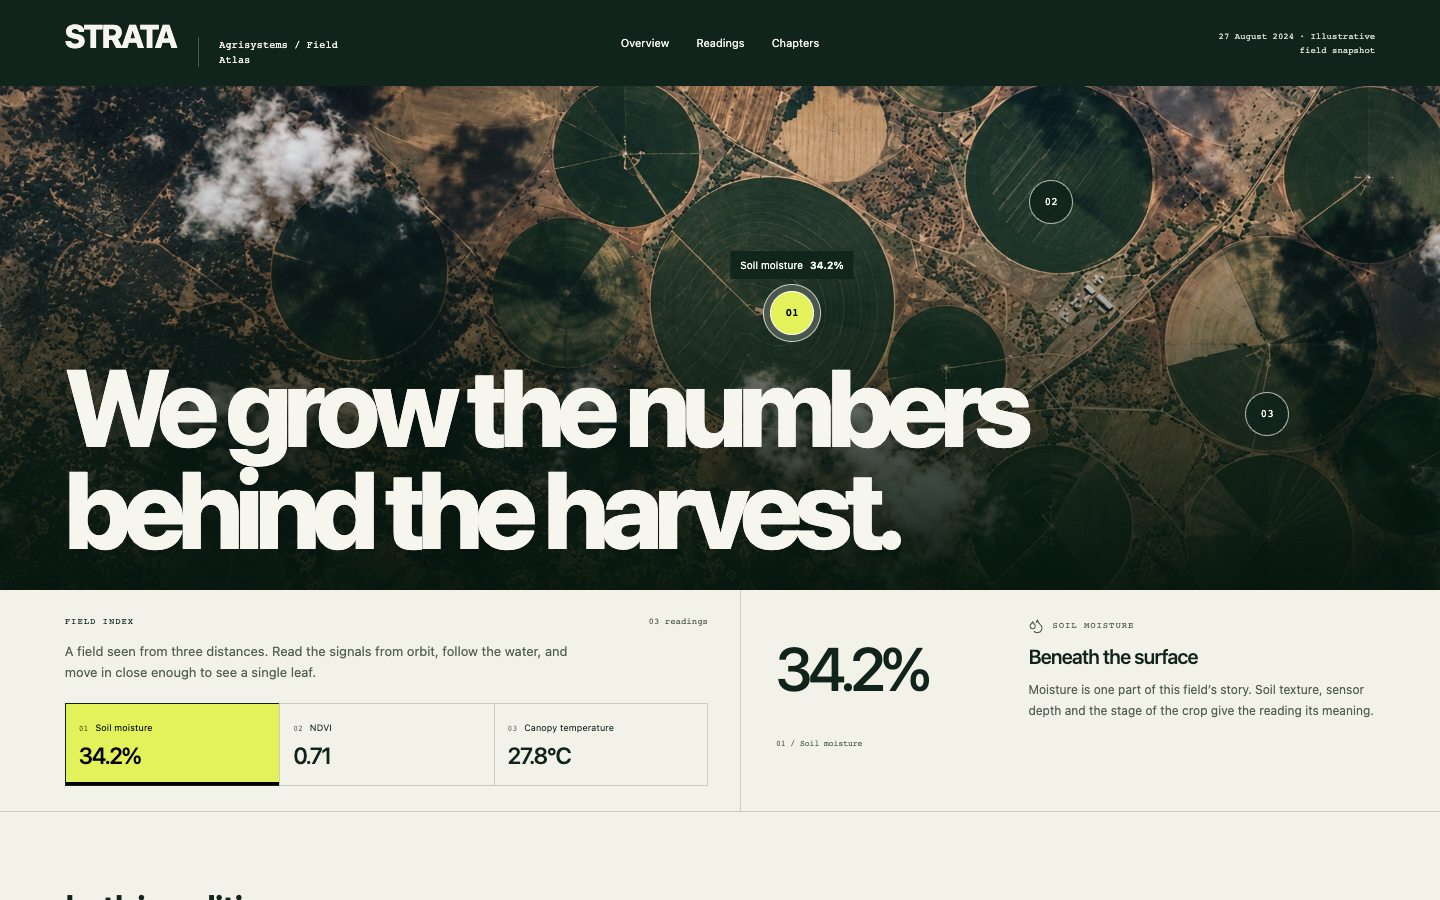 STRATA
Agrisystems / Field
Atlas
Overview
Readings
Chapters
27 August 2024 · Illustrative
field snapshot
02
Soil moisture 34.2%
01
03
We grow the numbers
behind the harvest.
FIELD INDEX
03 readings
A field seen from three distances. Read the signals from orbit, follow the water, and
move in close enough to see a single leaf.
01 Soil moisture
34.2%
02 NDVI
0.71
03 Canopy temperature
27.8°C
34.2%
01 / Soil moisture
SOIL MOISTURE
Beneath the surface
Moisture is one part of this field’s story. Soil texture, sensor
depth and the stage of the crop give the reading its meaning.